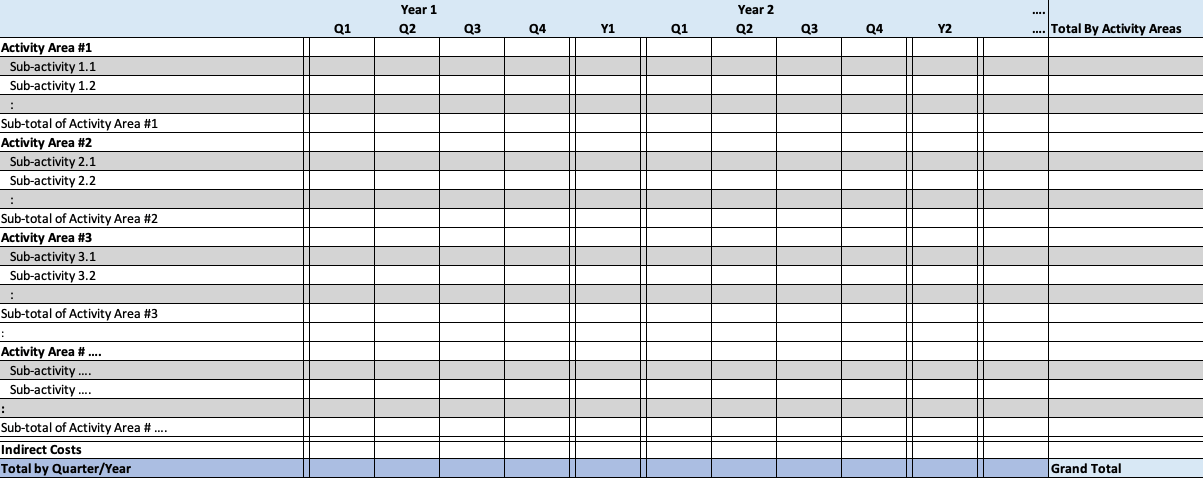 Year 1 Year 2 ....
Q1 Q2 Q3 Q4 Y1 Q1 Q2 Q3 Q4 Y2 .... Total By Activity Areas
Activity Area #1
Sub-activity 1.1
Sub-activity 1.2
:
Sub-total of Activity Area #1
Activity Area #2
Sub-activity 2.1
Sub-activity 2.2
:
Sub-total of Activity Area #2
Activity Area #3
Sub-activity 3.1
Sub-activity 3.2
:
Sub-total of Activity Area #3
:
Activity Area # ....
Sub-activity ....
Sub-activity ....
:
Sub-total of Activity Area # ....
Indirect Costs
Total by Quarter/Year Grand Total